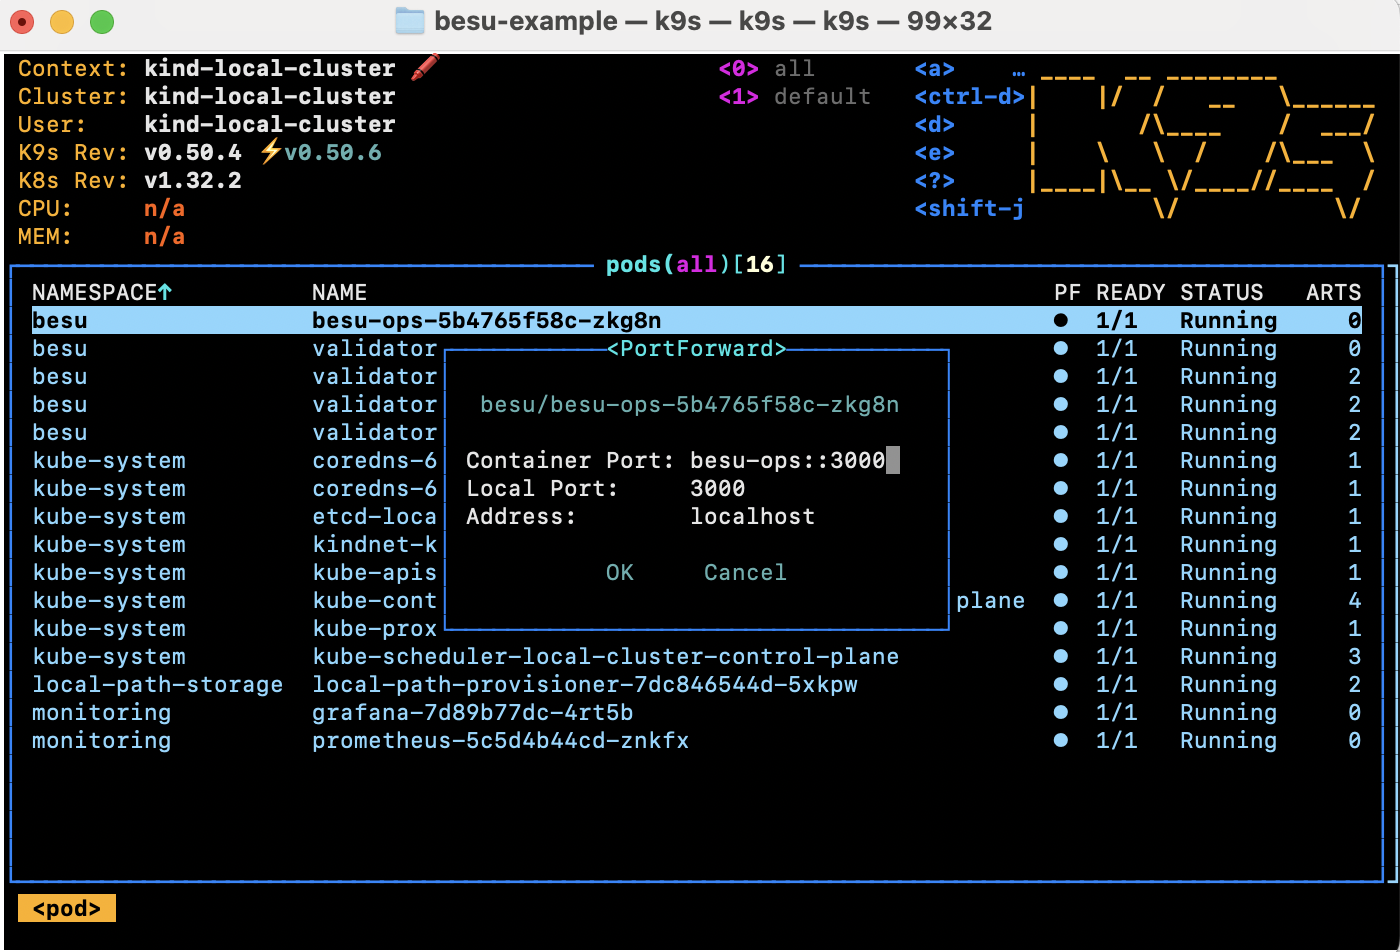 besu-example — k9s — k9s — k9s — 99×32
Context: kind-local-cluster <0> all <a> …
Cluster: kind-local-cluster <1> default <ctrl-d>
User: kind-local-cluster <d>
K9s Rev: v0.50.4 ⚡v0.50.6 <e>
K8s Rev: v1.32.2 <?>
CPU: n/a <shift-j
MEM: n/a
pods(all)[16]
NAMESPACE↑ NAME PF READY STATUS ARTS
besu besu-ops-5b4765f58c-zkg8n ● 1/1 Running 0
besu validator <PortForward> ● 1/1 Running 0
besu validator ● 1/1 Running 2
besu validator besu/besu-ops-5b4765f58c-zkg8n ● 1/1 Running 2
besu validator ● 1/1 Running 2
kube-system coredns-6 Container Port: besu-ops::3000 ● 1/1 Running 1
kube-system coredns-6 Local Port: 3000 ● 1/1 Running 1
kube-system etcd-loca Address: localhost ● 1/1 Running 1
kube-system kindnet-k ● 1/1 Running 1
kube-system kube-apis OK Cancel ● 1/1 Running 1
kube-system kube-cont plane ● 1/1 Running 4
kube-system kube-prox ● 1/1 Running 1
kube-system kube-scheduler-local-cluster-control-plane ● 1/1 Running 3
local-path-storage local-path-provisioner-7dc846544d-5xkpw ● 1/1 Running 2
monitoring grafana-7d89b77dc-4rt5b ● 1/1 Running 0
monitoring prometheus-5c5d4b44cd-znkfx ● 1/1 Running 0
<pod>